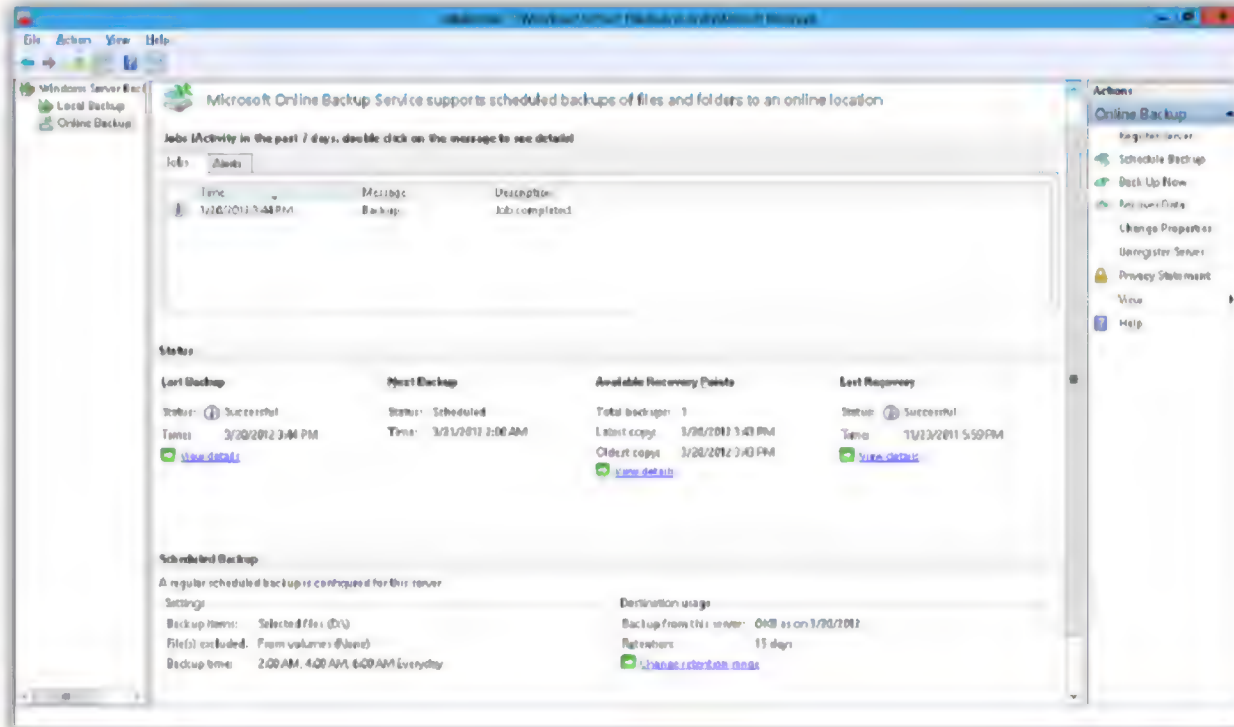 File Action View Help
Windows Server Back
Local Backup
Online Backup
Microsoft Online Backup Service supports scheduled backups of files and folders to an online location
Jobs (Activity in the past 7 days, double click on the message to see details)
Jobs Alerts
Time Message Description
3:44 PM Backup Job completed
Status
Last Backup Next Backup Available Recovery Points Last Recovery
Status: Successful Status: Scheduled Total backups: 1 Status: Successful
Time: 3/20/2012 3:44 PM Time: 3/21/2012 2:00 AM Latest copy: 3/20/2012 3:43 PM Time: 11/23/2011 5:59 PM
View details Oldest copy: 3/20/2012 3:43 PM View details
View details
Scheduled Backup
A regular scheduled backup is configured for this server
Settings Destination usage
Backup items: Selected files (D:\) Backup from this server: 0KB as on 3/20/2012
File(s) excluded: From volumes (None) Retention: 15 days
Backup time: 2:00 AM, 4:00 AM, 6:00 AM Everyday Change retention range
Actions
Online Backup
Register Server
Schedule Backup
Back Up Now
Recover Data
Change Properties
Unregister Server
Privacy Statement
View
Help